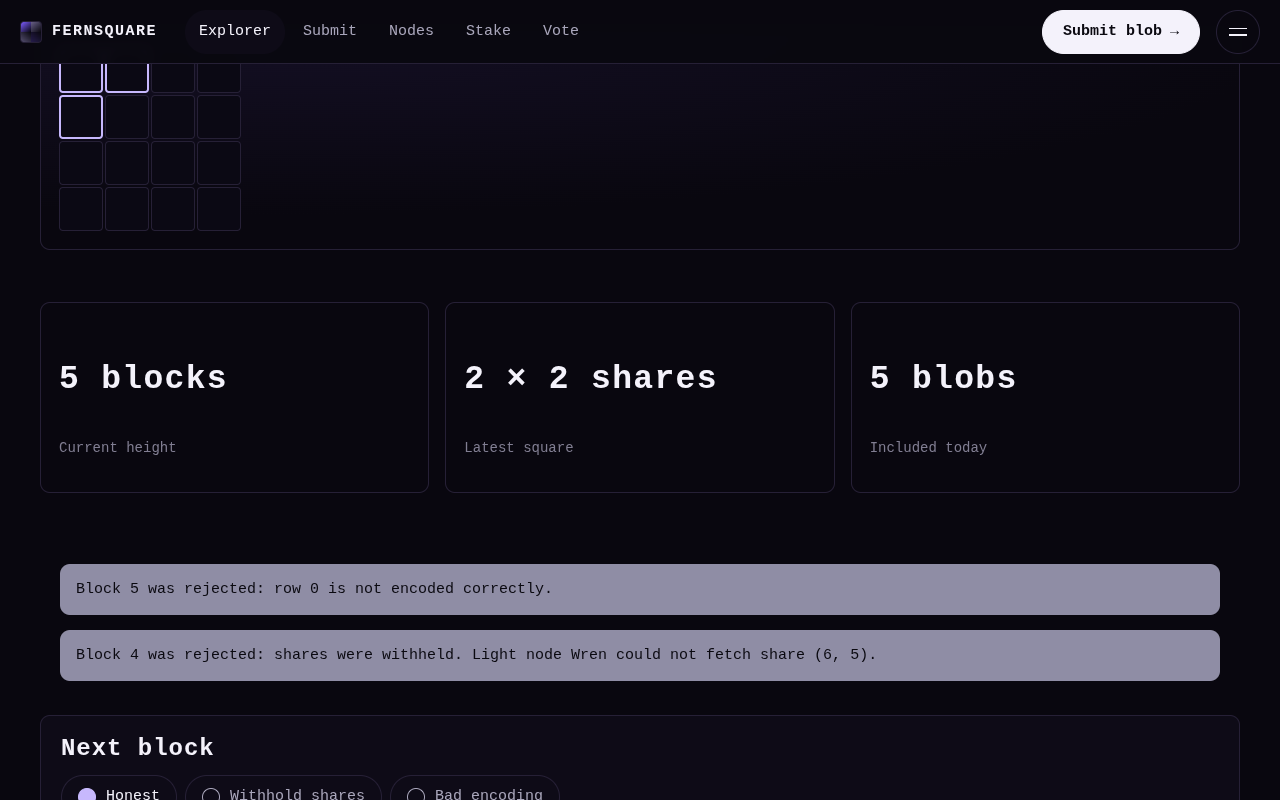 FERNSQUARE
Explorer
Submit
Nodes
Stake
Vote
Submit blob →
5 blocks
Current height
2 × 2 shares
Latest square
5 blobs
Included today
Block 5 was rejected: row 0 is not encoded correctly.
Block 4 was rejected: shares were withheld. Light node Wren could not fetch share (6, 5).
Next block
Honest
Withhold shares
Bad encoding